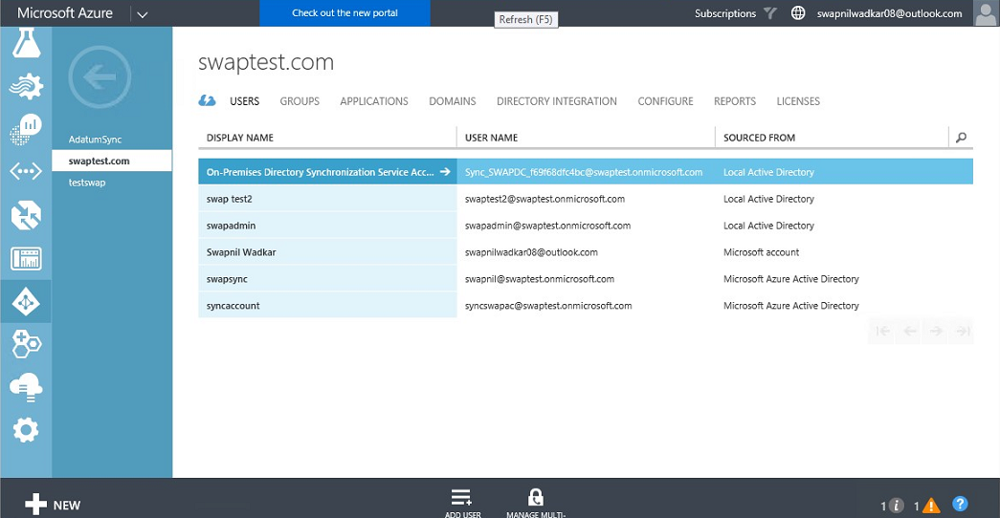 Microsoft Azure
Check out the new portal
Refresh (F5)
Subscriptions
swapnilwadkar08@outlook.com
AdatumSync
swaptest.com
testswap
swaptest.com
USERS GROUPS APPLICATIONS DOMAINS DIRECTORY INTEGRATION CONFIGURE REPORTS LICENSES
DISPLAY NAME USER NAME SOURCED FROM
On-Premises Directory Synchronization Service Acc... Sync_SWAPDC_f69f68dfc4bc@swaptest.onmicrosoft.com Local Active Directory
swap test2 swaptest2@swaptest.onmicrosoft.com Local Active Directory
swapadmin swapadmin@swaptest.onmicrosoft.com Local Active Directory
Swapnil Wadkar swapnilwadkar08@outlook.com Microsoft account
swapsync swapnil@swaptest.onmicrosoft.com Microsoft Azure Active Directory
syncaccount syncswapac@swaptest.onmicrosoft.com Microsoft Azure Active Directory
NEW
ADD USER
MANAGE MULTI-
1 i 1 ! ?